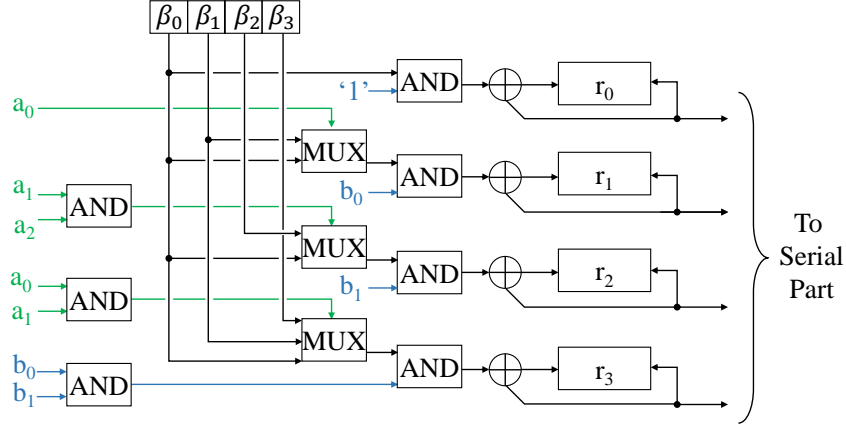 β₀ β₁ β₂ β₃
AND
'1'
r₀
a₀
MUX
AND
r₁
b₀
a₁
AND
a₂
MUX
AND
r₂
b₁
To
Serial
Part
a₀
AND
a₁
MUX
AND
r₃
b₀
AND
b₁